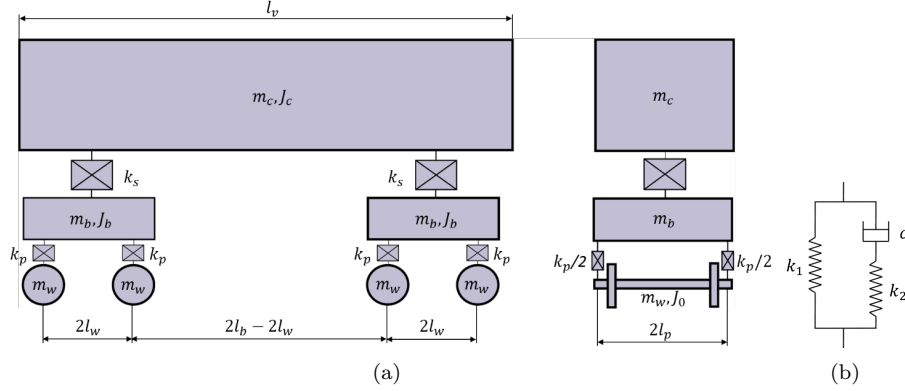 l_v
m_c, J_c
m_c
k_s
k_s
m_b, J_b
m_b, J_b
m_b
k_p
k_p
k_p
k_p
k_p/2
k_p/2
m_w
m_w
m_w
m_w
m_w, J_0
k_1
c
k_2
2l_w
2l_b − 2l_w
2l_w
2l_p
(a)
(b)